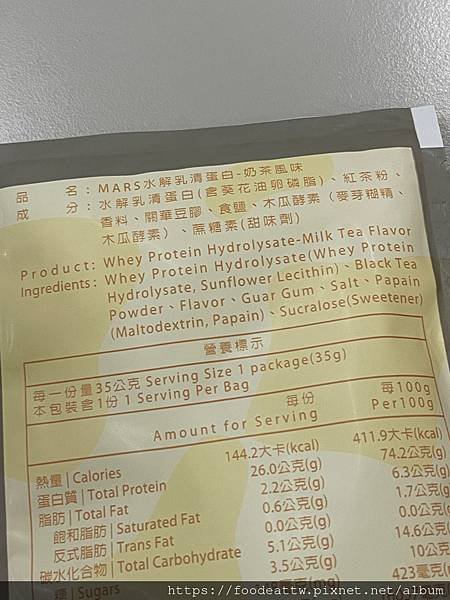 品　　名：MARS水解乳清蛋白-奶茶風味
成　　分：水解乳清蛋白(含葵花油卵磷脂)、紅茶粉、
香料、關華豆膠、食鹽、木瓜酵素（麥芽糊精、
木瓜酵素）、蔗糖素(甜味劑)
Product: Whey Protein Hydrolysate-Milk Tea Flavor
Ingredients: Whey Protein Hydrolysate(Whey Protein
Hydrolysate, Sunflower Lecithin)、Black Tea
Powder、Flavor、Guar Gum、Salt、Papain
(Maltodextrin, Papain)、Sucralose(Sweetener)
營養標示
每一份量35公克 Serving Size 1 package(35g)
本包裝含1份 1 Serving Per Bag
每份 每100g
Amount for Serving Per100g
熱量 | Calories 144.2大卡(kcal) 411.9大卡(kcal)
蛋白質 | Total Protein 26.0公克(g) 74.2公克(g)
脂肪 | Total Fat 2.2公克(g) 6.3公克(g)
飽和脂肪 | Saturated Fat 0.6公克(g) 1.7公克(g)
反式脂肪 | Trans Fat 0.0公克(g) 0.0公克(g)
碳水化合物 | Total Carbohydrate 5.1公克(g) 14.6公克(g)
糖 | Sugars 3.5公克(g) 10公克
毫克(mg) 423毫克(m
https://foodeattw.pixnet.net/album